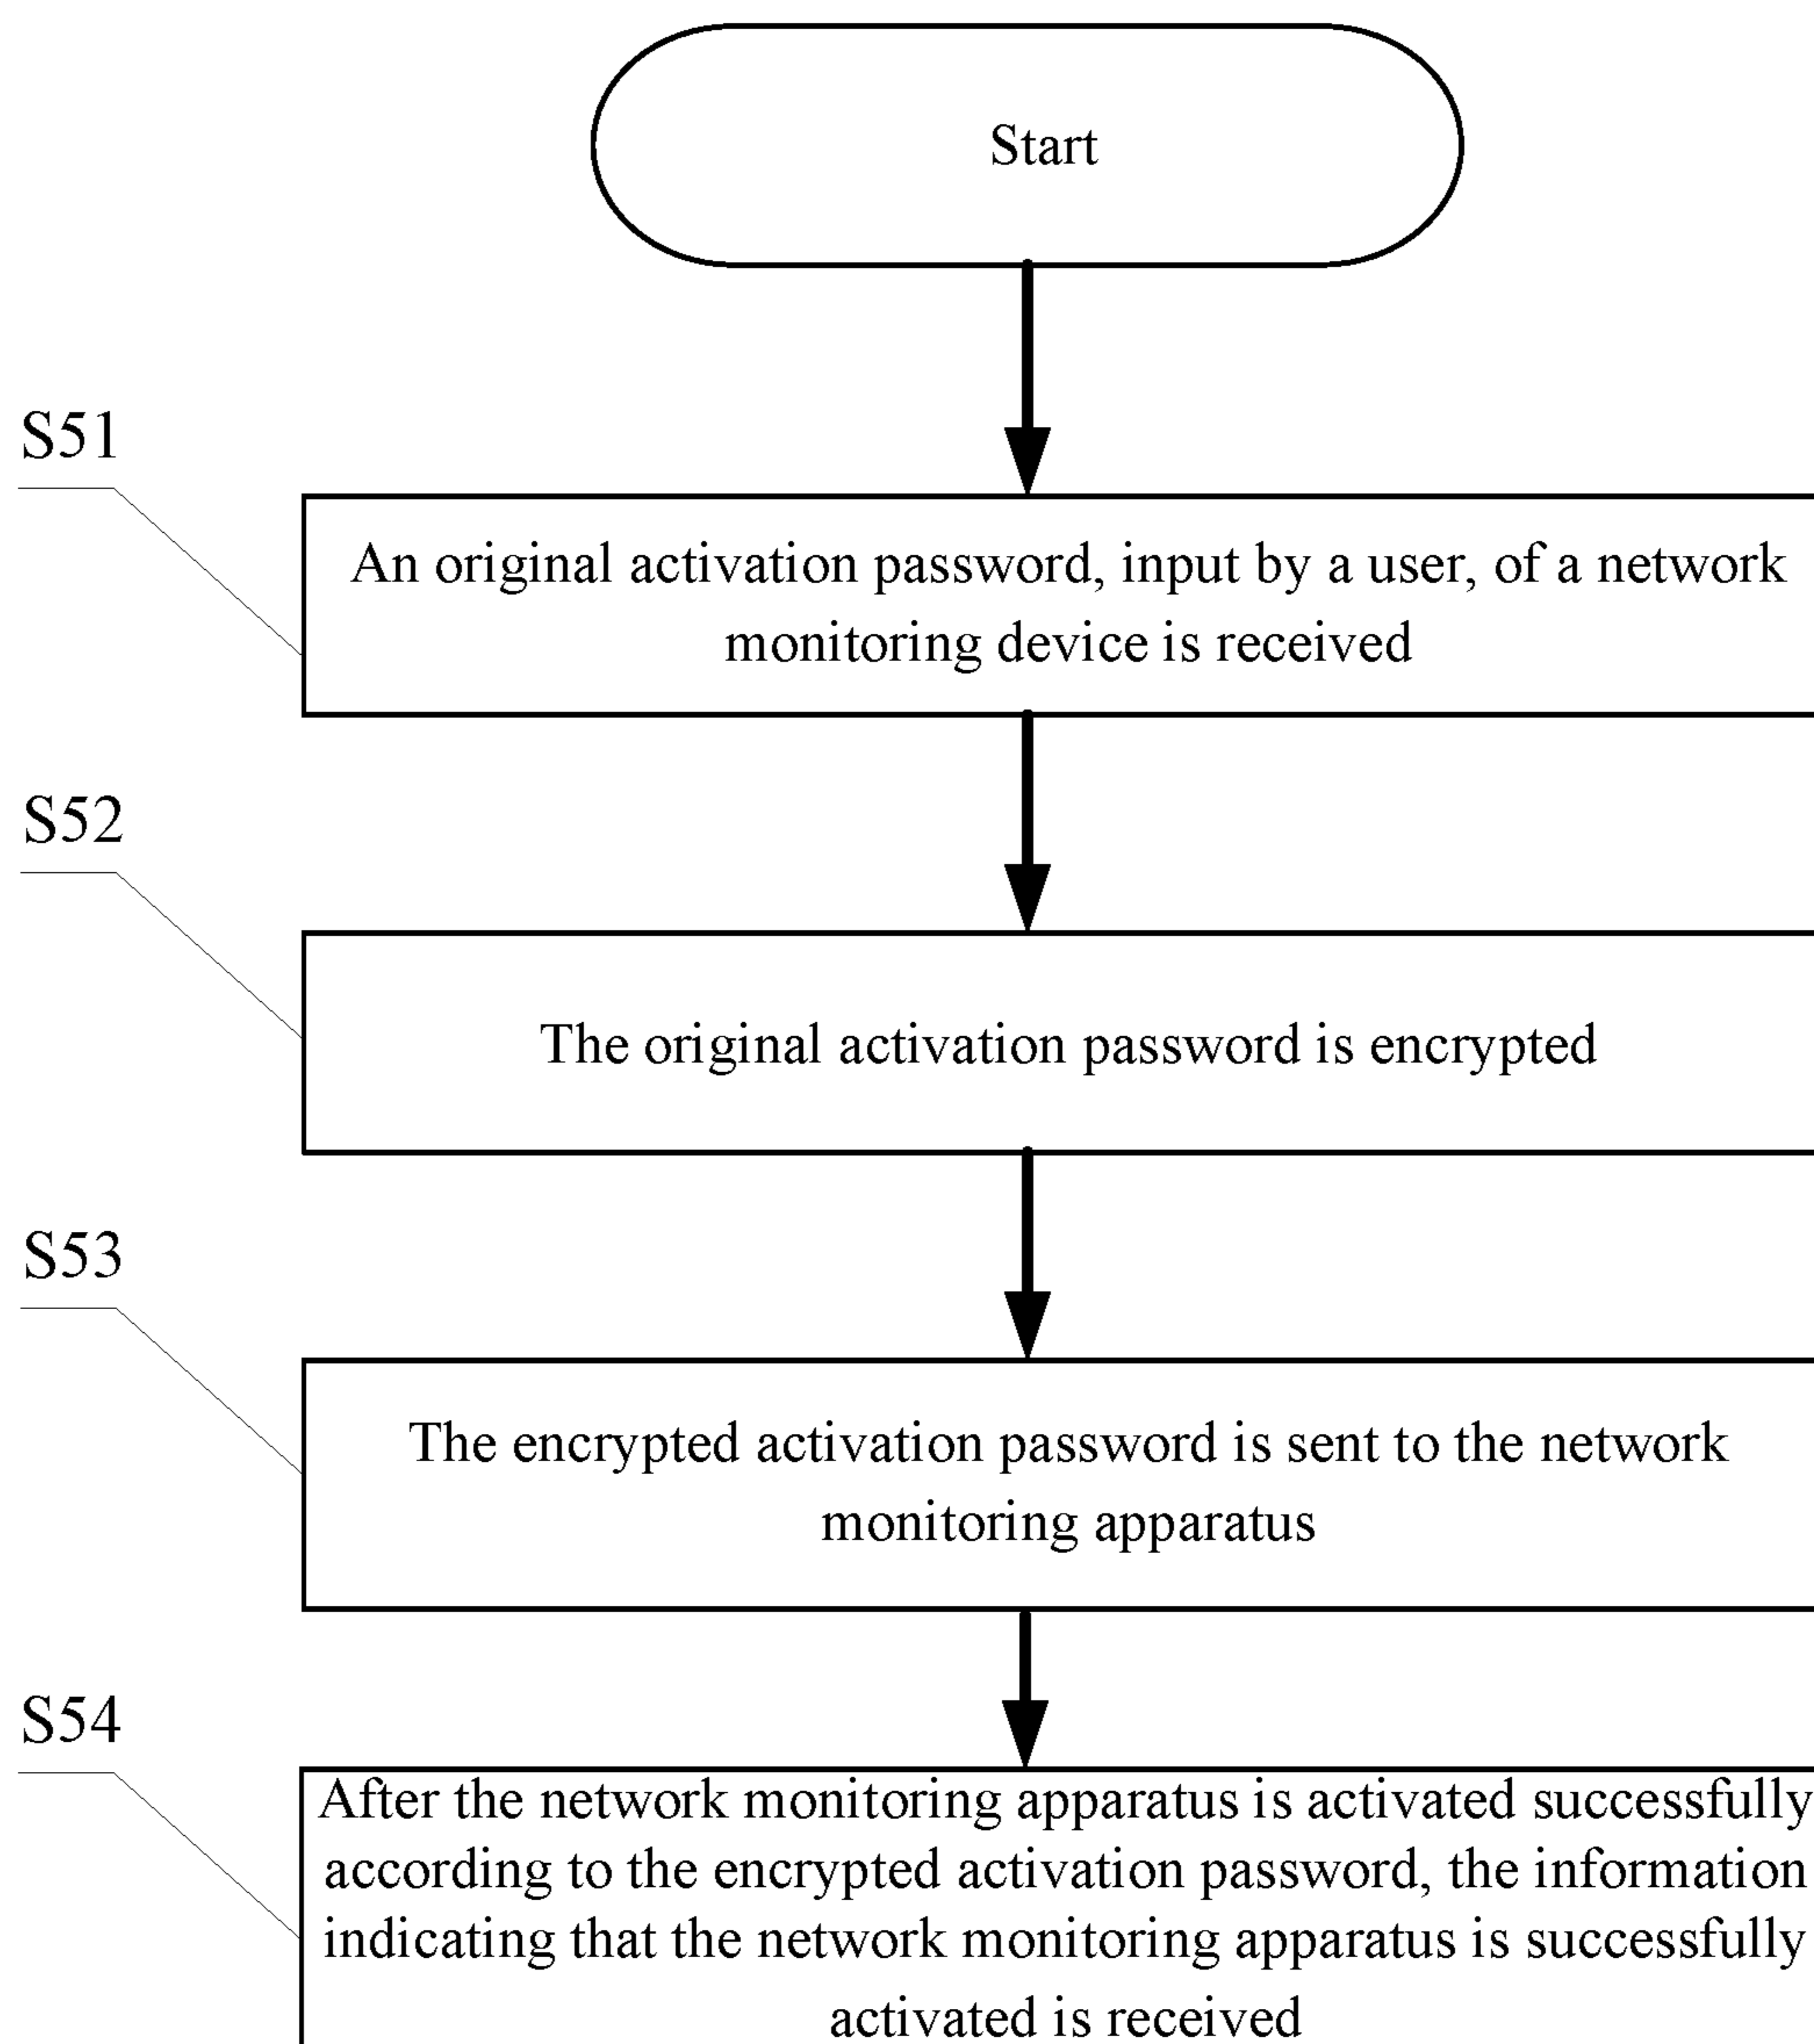 Start
S51
An original activation password, input by a user, of a network
monitoring device is received
S52
The original activation password is encrypted
S53
The encrypted activation password is sent to the network
monitoring apparatus
S54
After the network monitoring apparatus is activated successfully
according to the encrypted activation password, the information
indicating that the network monitoring apparatus is successfully
activated is received